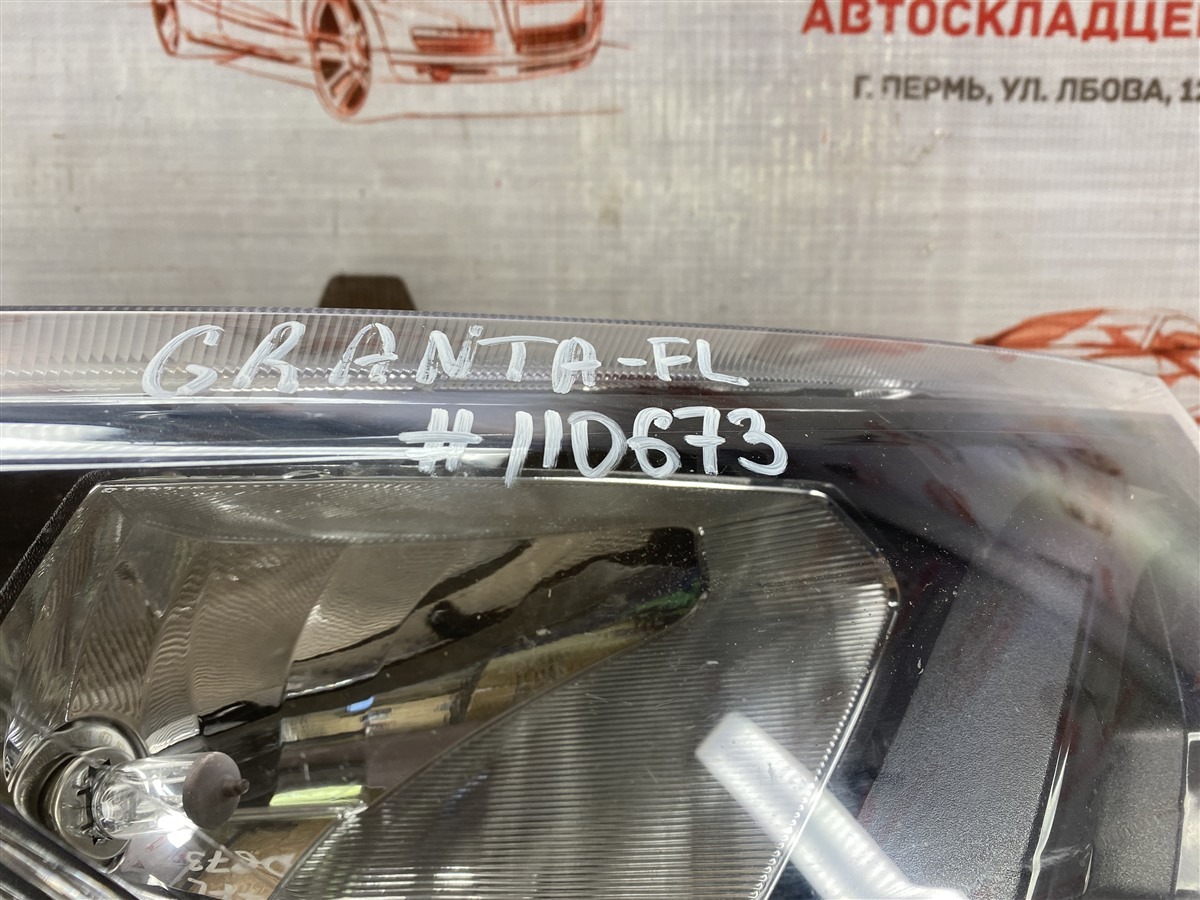 АВТОСКЛАДЦЕ
Г. ПЕРМЬ, УЛ. ЛБОВА, 1
GRANTA-FL
#110673